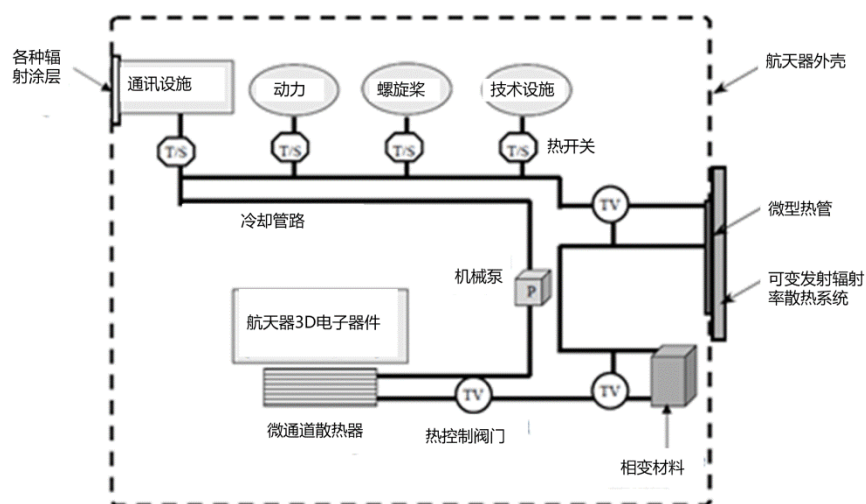 各种辐
射涂层
通讯设施
动力
螺旋桨
技术设施
航天器外壳
T/S
T/S
T/S
T/S
热开关
TV
微型热管
冷却管路
机械泵
P
可变发射辐射
率散热系统
航天器3D电子器件
TV
TV
微通道散热器
热控制阀门
相变材料